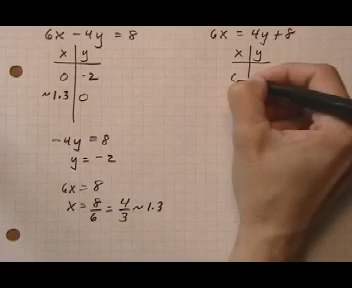 6x - 4y = 8
x y
0 -2
~1.3 0
-4y = 8
y = -2
6x = 8
x = 8/6 = 4/3 ~ 1.3
6x = 4y + 8
x y